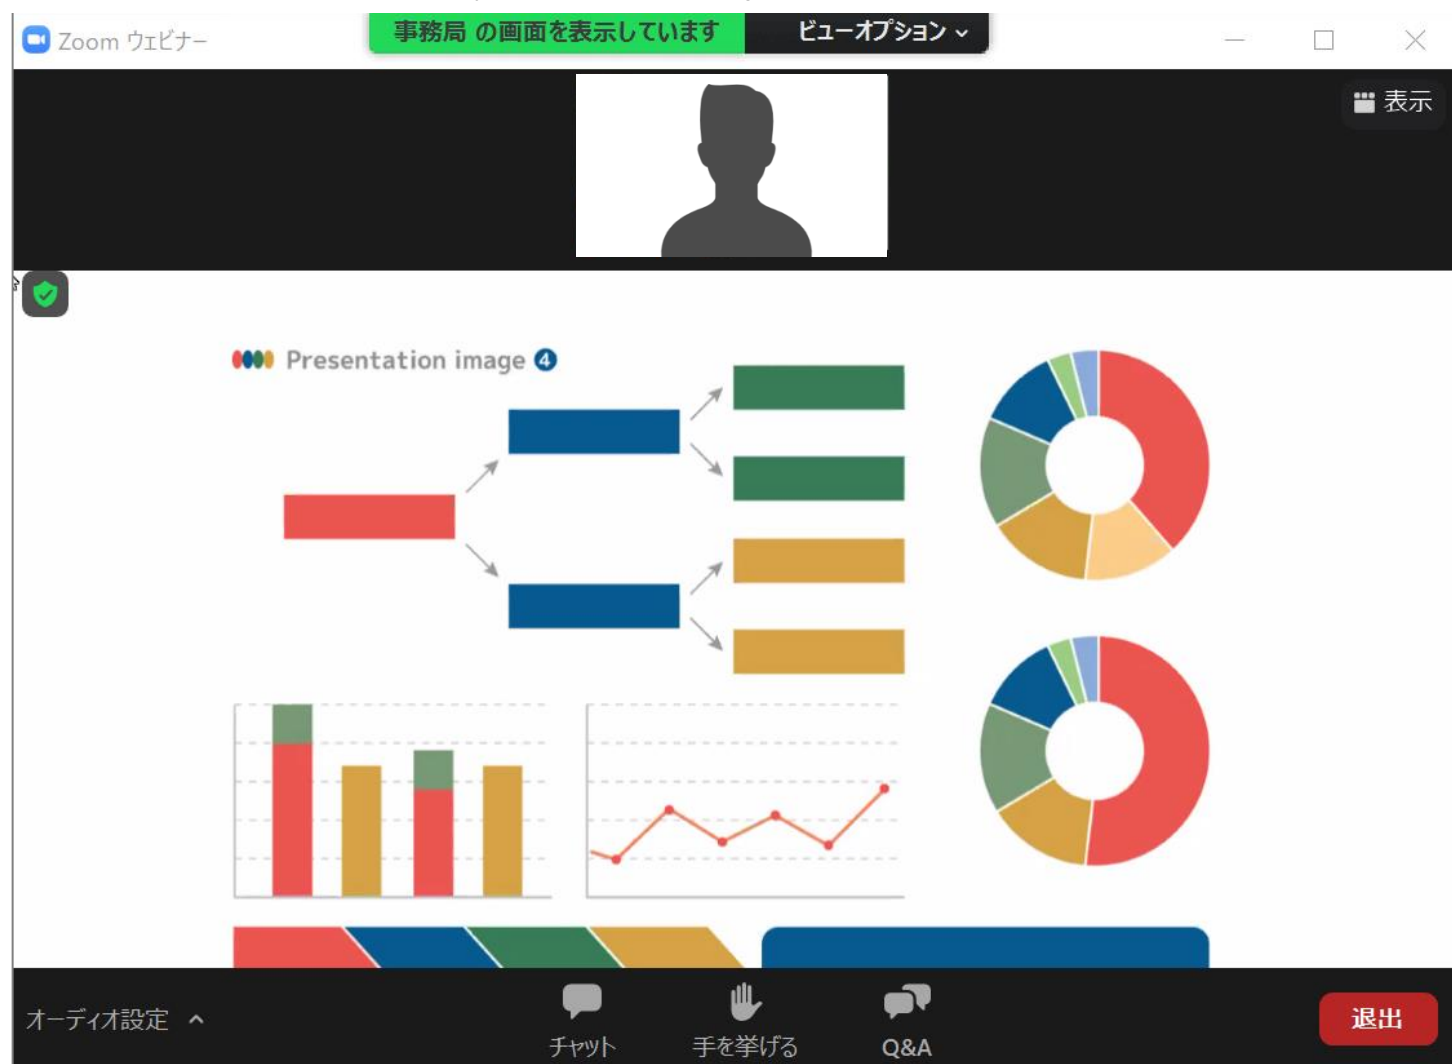 Zoom ウェビナー
事務局 の画面を表示しています
ビューオプション
表示
Presentation image 4
オーディオ設定
チャット
手を挙げる
Q&A
退出